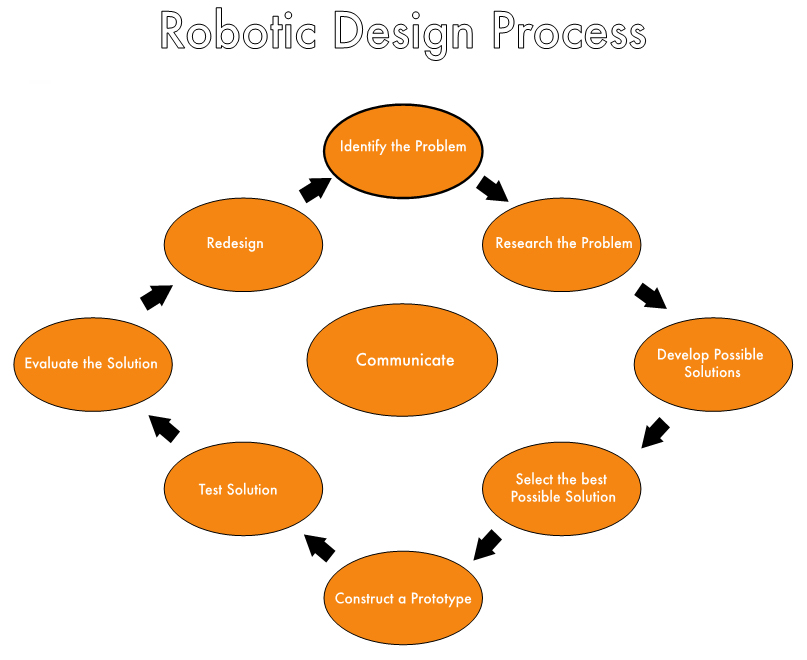 Robotic Design Process
Identify the Problem
Research the Problem
Develop Possible
Solutions
Select the best
Possible Solution
Construct a Prototype
Test Solution
Evaluate the Solution
Redesign
Communicate